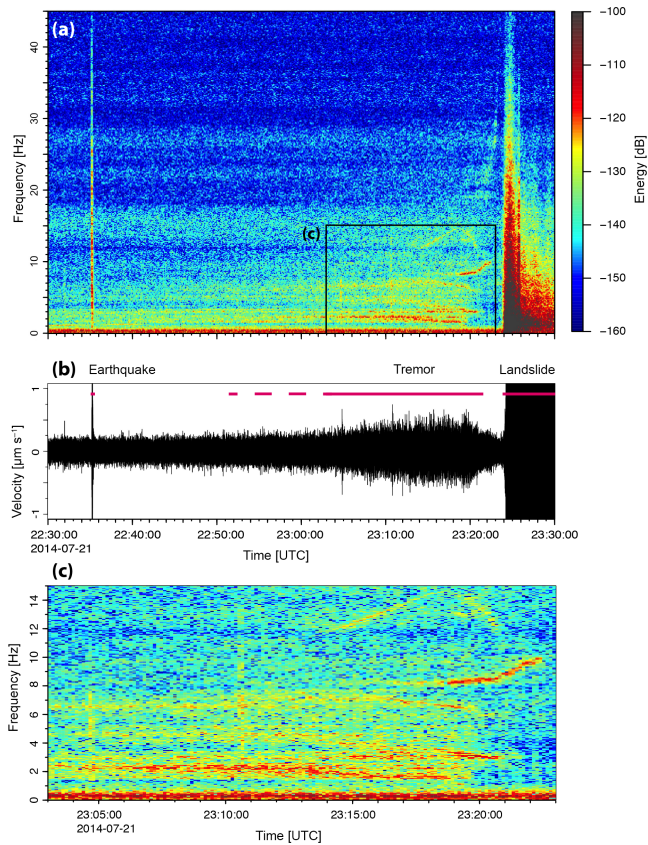 (a)
Frequency [Hz]
40
30
20
10
0
(c)
−100
−110
−120
−130
−140
−150
−160
Energy [dB]
(b)
Earthquake
Tremor
Landslide
Velocity [µm s⁻¹]
1
0
-1
22:30:00 22:40:00 22:50:00 23:00:00 23:10:00 23:20:00 23:30:00
2014-07-21
Time [UTC]
(c)
Frequency [Hz]
14
12
10
8
6
4
2
0
23:05:00 23:10:00 23:15:00 23:20:00
2014-07-21
Time [UTC]